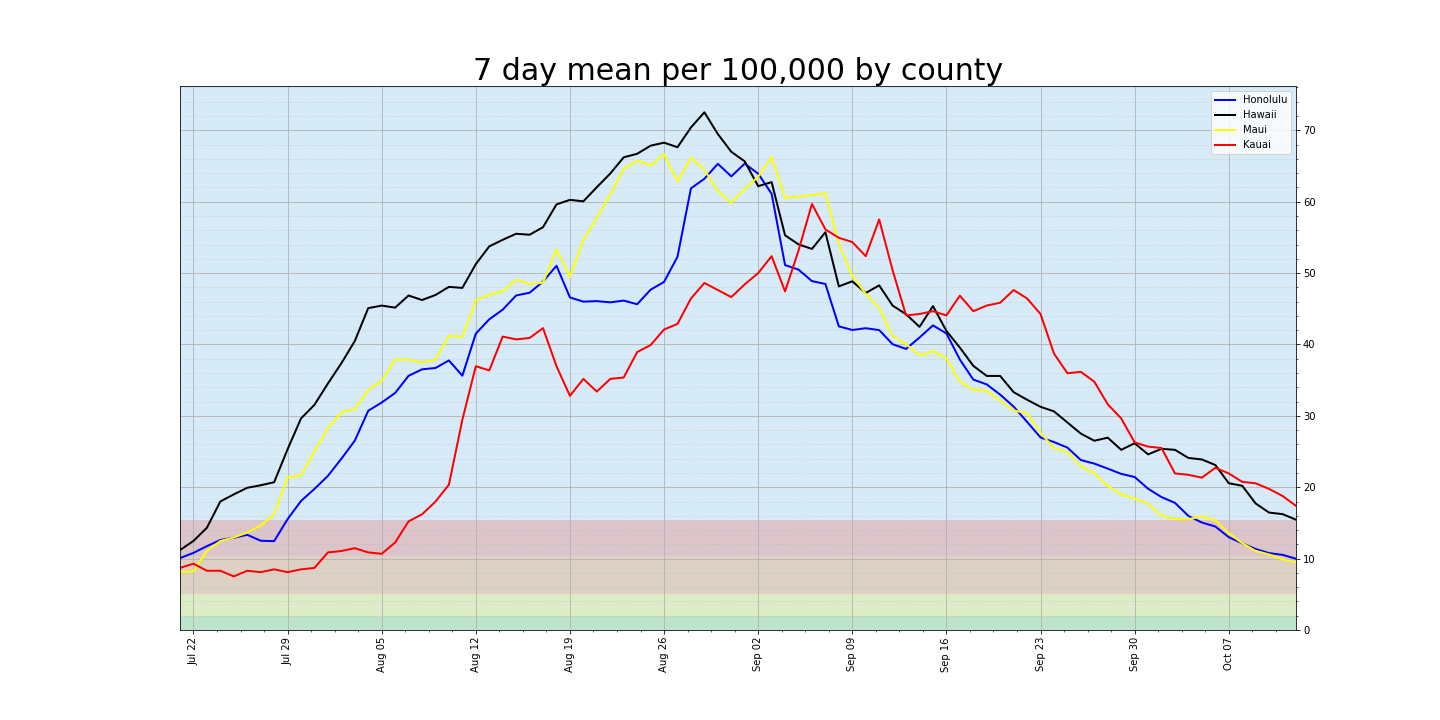 7 day mean per 100,000 by county
Honolulu
Hawaii
Maui
Kauai
70
60
50
40
30
20
10
0
Jul 22
Jul 29
Aug 05
Aug 12
Aug 19
Aug 26
Sep 02
Sep 09
Sep 16
Sep 23
Sep 30
Oct 07